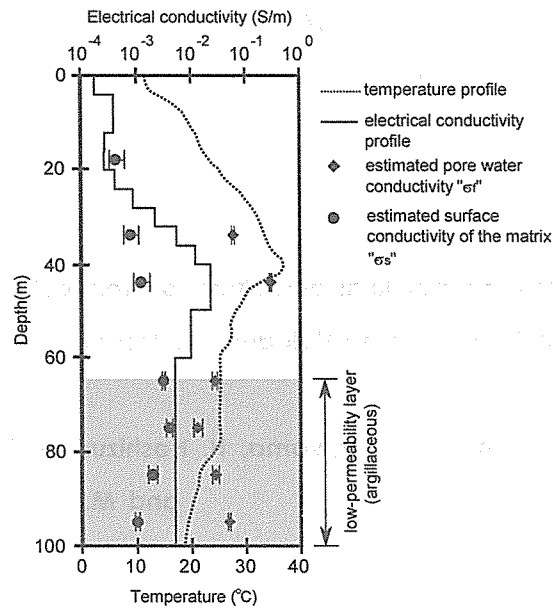 Electrical conductivity (S/m)
10⁻⁴ 10⁻³ 10⁻² 10⁻¹ 10⁰
0
20
40
60
80
100
Depth(m)
0 10 20 30 40
Temperature (°C)
temperature profile
electrical conductivity
profile
estimated pore water
conductivity "σf"
estimated surface
conductivity of the matrix
"σs"
low-permeability layer
(argillaceous)